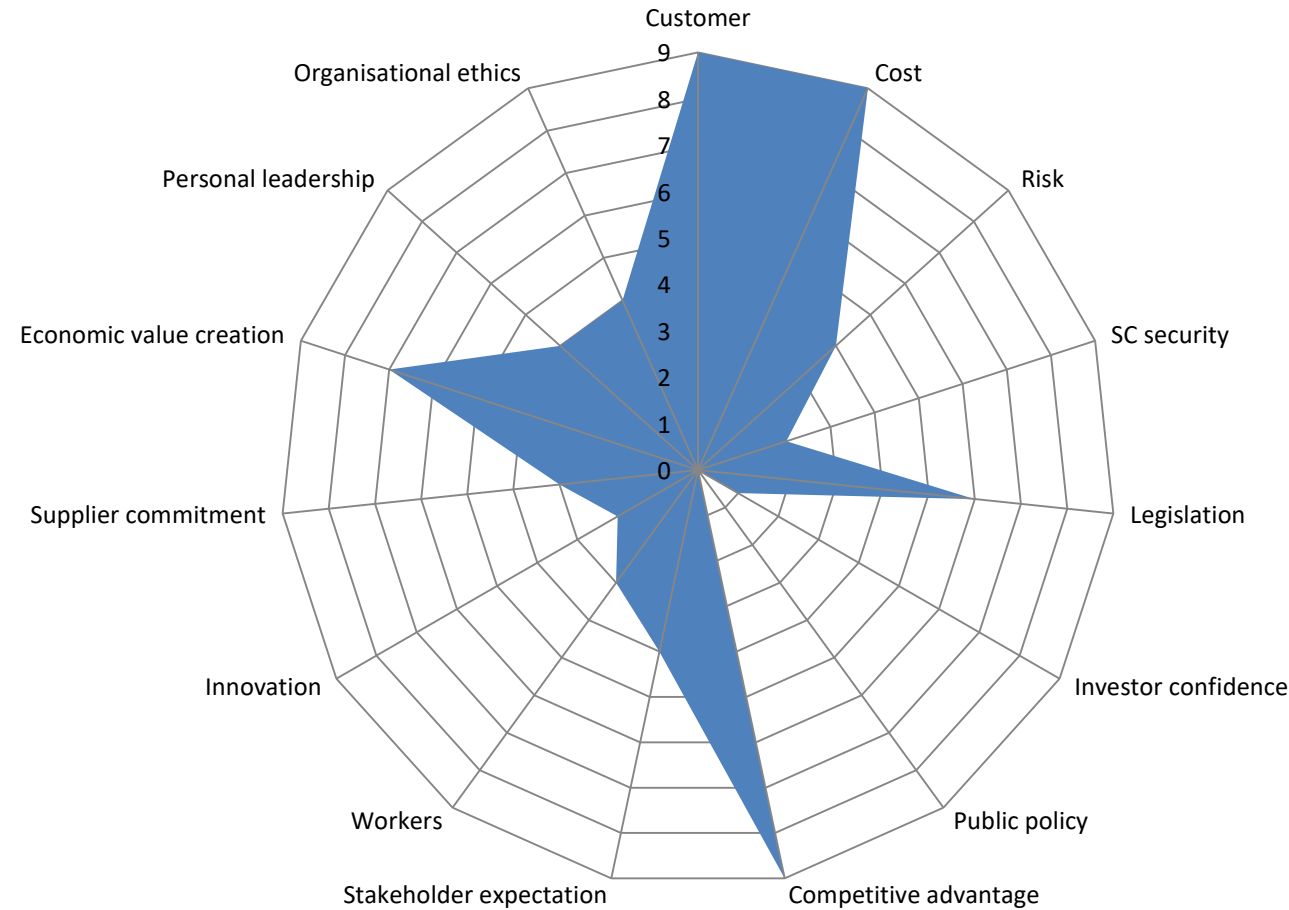 Customer
Cost
Risk
SC security
Legislation
Investor confidence
Public policy
Competitive advantage
Stakeholder expectation
Workers
Innovation
Supplier commitment
Economic value creation
Personal leadership
Organisational ethics
9
8
7
6
5
4
3
2
1
0